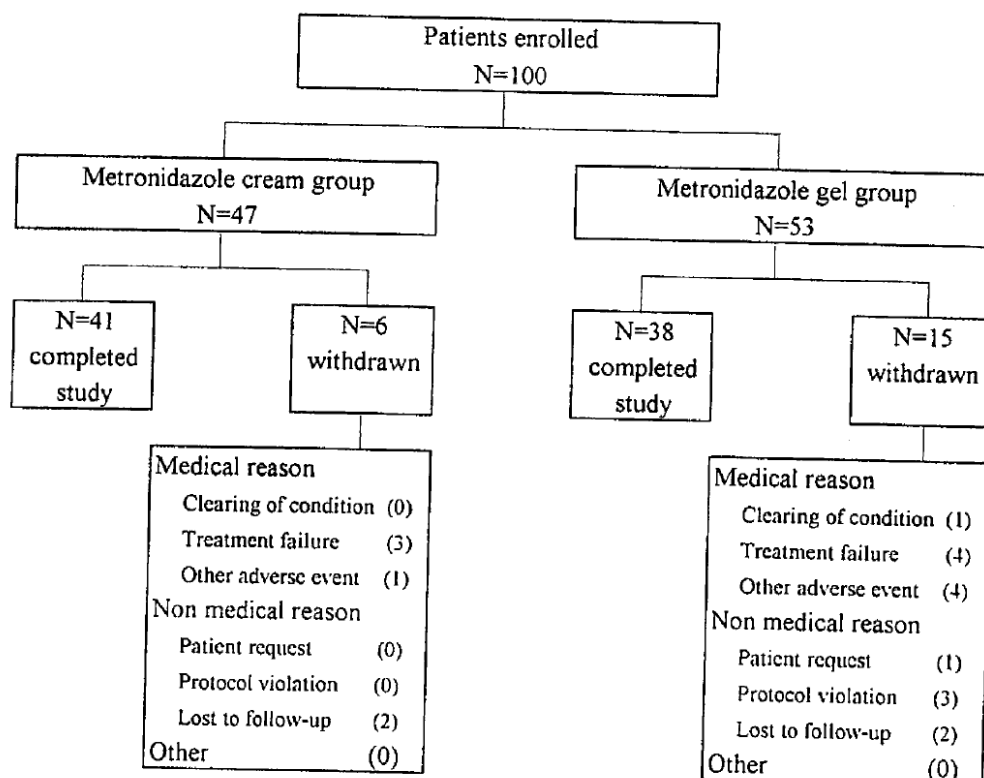 Patients enrolled
N=100
Metronidazole cream group
N=47
Metronidazole gel group
N=53
N=41
completed
study
N=6
withdrawn
N=38
completed
study
N=15
withdrawn
Medical reason
Clearing of condition (0)
Treatment failure (3)
Other adverse event (1)
Non medical reason
Patient request (0)
Protocol violation (0)
Lost to follow-up (2)
Other (0)
Medical reason
Clearing of condition (1)
Treatment failure (4)
Other adverse event (4)
Non medical reason
Patient request (1)
Protocol violation (3)
Lost to follow-up (2)
Other (0)